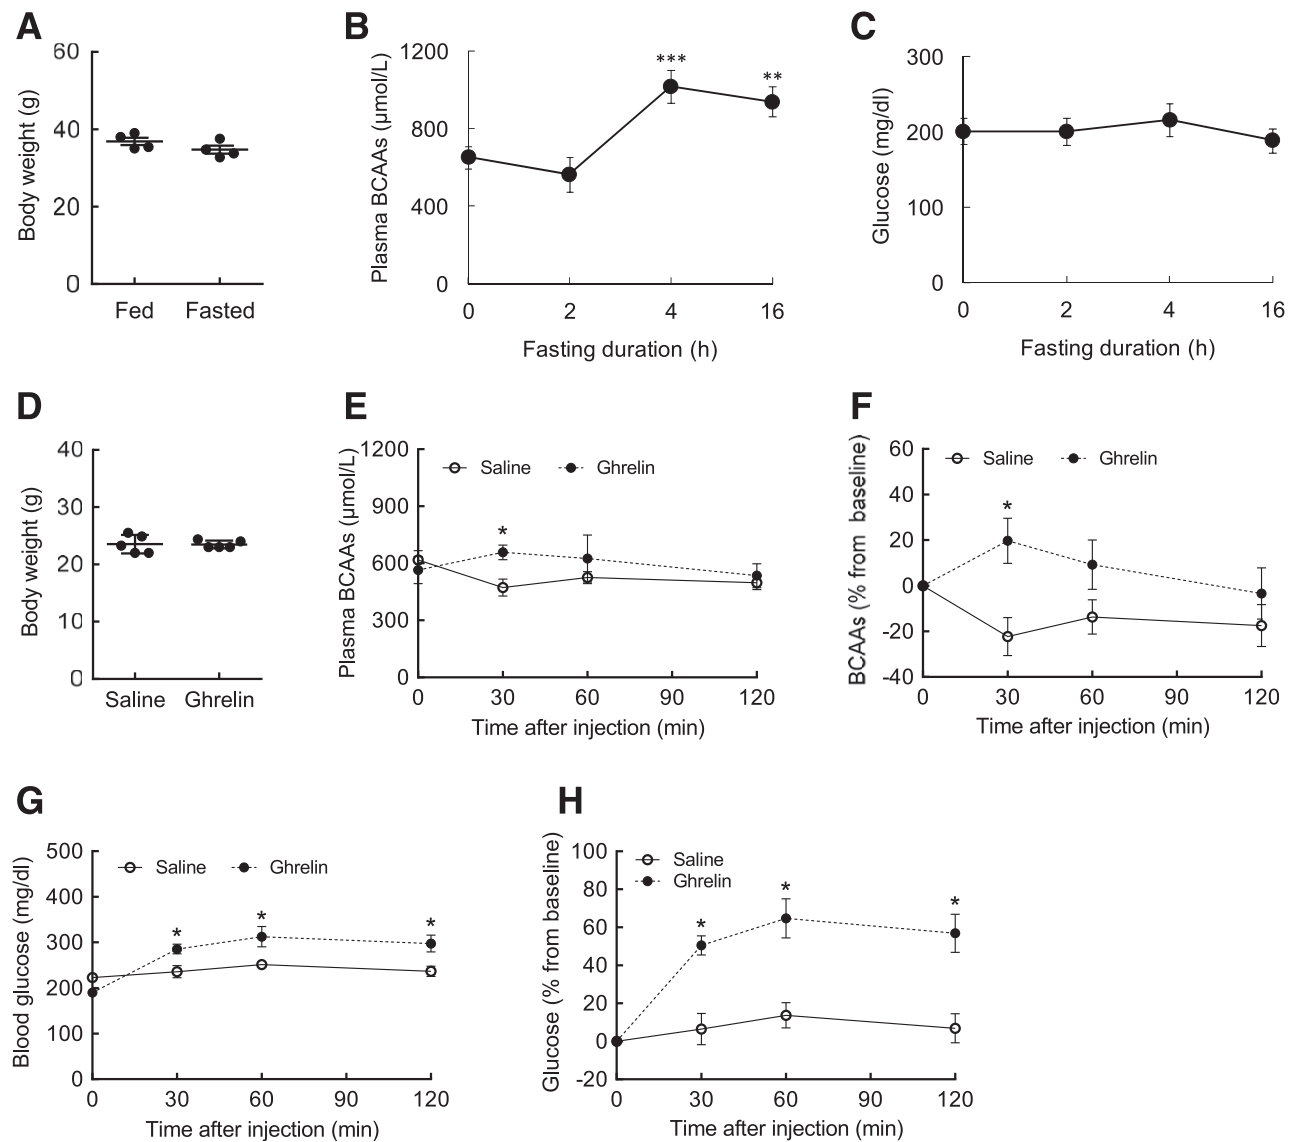 A
B
C
60
40
20
0
Body weight (g)
Fed Fasted
1200
800
400
0
Plasma BCAAs (μmol/L)
***
**
0 2 4 16
Fasting duration (h)
300
200
100
0
Glucose (mg/dl)
0 2 4 16
Fasting duration (h)
D
E
F
40
30
20
10
0
Body weight (g)
Saline Ghrelin
1200
900
600
300
0
Plasma BCAAs (μmol/L)
Saline Ghrelin
*
0 30 60 90 120
Time after injection (min)
60
40
20
0
-20
-40
BCAAs (% from baseline)
Saline Ghrelin
*
0 30 60 90 120
Time after injection (min)
G
H
500
400
300
200
100
0
Blood glucose (mg/dl)
Saline Ghrelin
* * *
0 30 60 90 120
Time after injection (min)
100
80
60
40
20
0
-20
Glucose (% from baseline)
Saline
Ghrelin
* * *
0 30 60 90 120
Time after injection (min)